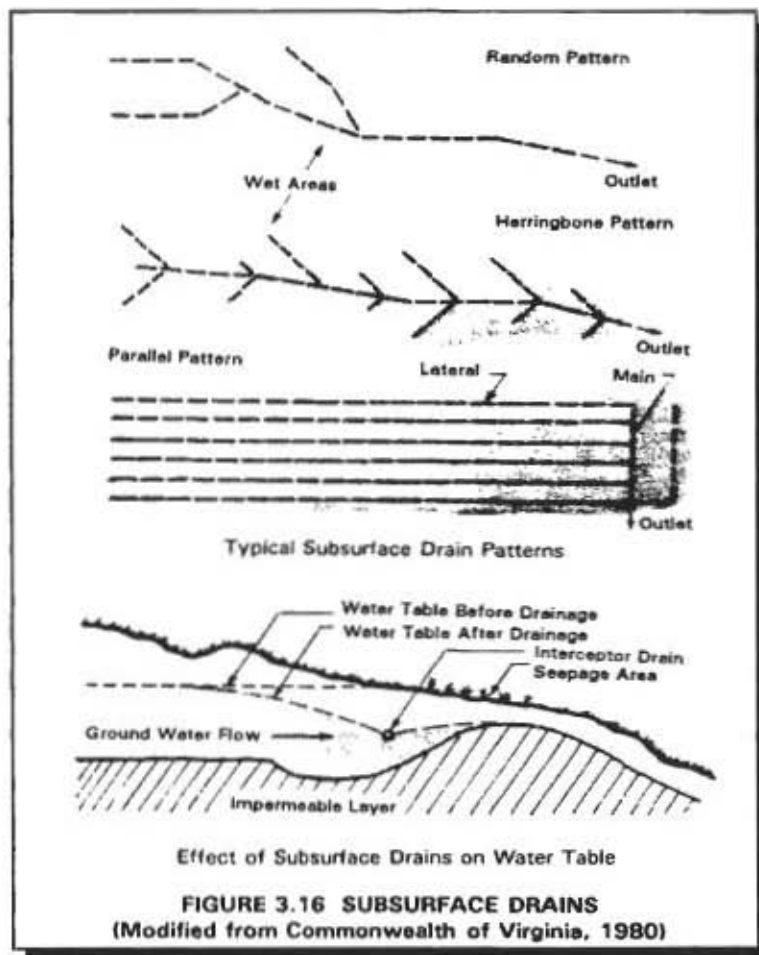 Random Pattern
Wet Areas
Outlet
Herringbone Pattern
Outlet
Parallel Pattern
Lateral
Main
Outlet
Typical Subsurface Drain Patterns
Water Table Before Drainage
Water Table After Drainage
Interceptor Drain
Seepage Area
Ground Water Flow
Impermeable Layer
Effect of Subsurface Drains on Water Table
FIGURE 3.16 SUBSURFACE DRAINS
(Modified from Commonwealth of Virginia, 1980)